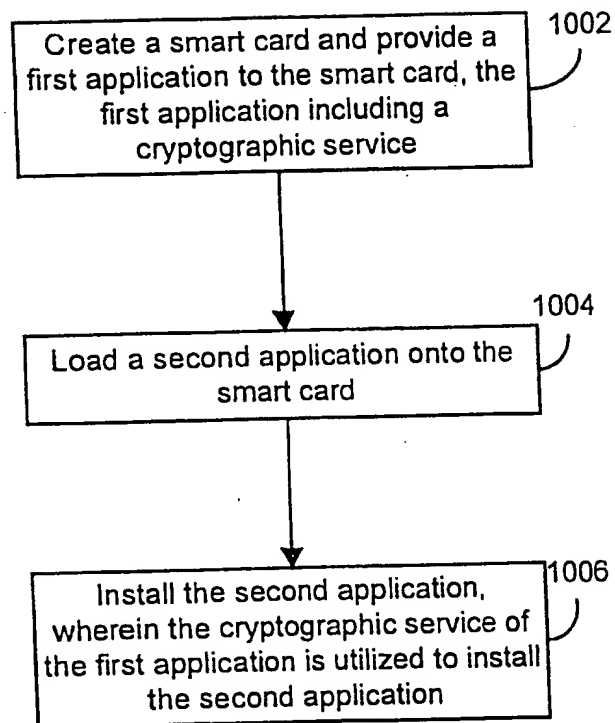 1002
Create a smart card and provide a
first application to the smart card, the
first application including a
cryptographic service
1004
Load a second application onto the
smart card
1006
Install the second application,
wherein the cryptographic service of
the first application is utilized to install
the second application